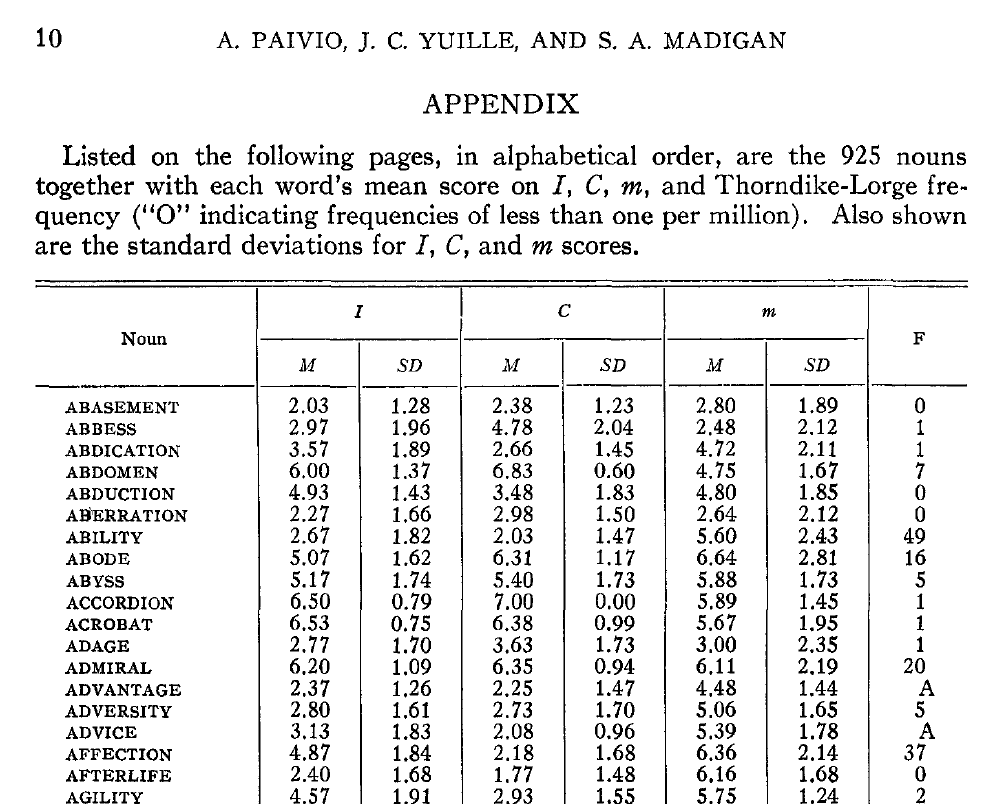 10 A. PAIVIO, J. C. YUILLE, AND S. A. MADIGAN
APPENDIX
Listed on the following pages, in alphabetical order, are the 925 nouns
together with each word's mean score on I, C, m, and Thorndike-Lorge fre-
quency ("O" indicating frequencies of less than one per million). Also shown
are the standard deviations for I, C, and m scores.
Noun I C m F
M SD M SD M SD
ABASEMENT 2.03 1.28 2.38 1.23 2.80 1.89 0
ABBESS 2.97 1.96 4.78 2.04 2.48 2.12 1
ABDICATION 3.57 1.89 2.66 1.45 4.72 2.11 1
ABDOMEN 6.00 1.37 6.83 0.60 4.75 1.67 7
ABDUCTION 4.93 1.43 3.48 1.83 4.80 1.85 0
ABERRATION 2.27 1.66 2.98 1.50 2.64 2.12 0
ABILITY 2.67 1.82 2.03 1.47 5.60 2.43 49
ABODE 5.07 1.62 6.31 1.17 6.64 2.81 16
ABYSS 5.17 1.74 5.40 1.73 5.88 1.73 5
ACCORDION 6.50 0.79 7.00 0.00 5.89 1.45 1
ACROBAT 6.53 0.75 6.38 0.99 5.67 1.95 1
ADAGE 2.77 1.70 3.63 1.73 3.00 2.35 1
ADMIRAL 6.20 1.09 6.35 0.94 6.11 2.19 20
ADVANTAGE 2.37 1.26 2.25 1.47 4.48 1.44 A
ADVERSITY 2.80 1.61 2.73 1.70 5.06 1.65 5
ADVICE 3.13 1.83 2.08 0.96 5.39 1.78 A
AFFECTION 4.87 1.84 2.18 1.68 6.36 2.14 37
AFTERLIFE 2.40 1.68 1.77 1.48 6.16 1.68 0
AGILITY 4.57 1.91 2.93 1.55 5.75 1.24 2